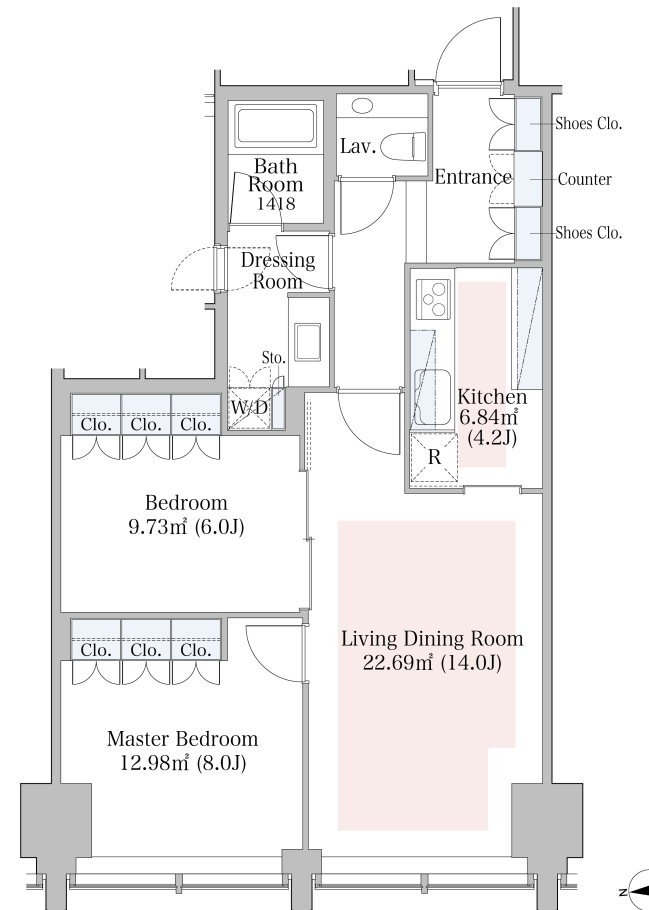 Lav.
Bath
Room
1418
Entrance
Shoes Clo.
Counter
Shoes Clo.
Dressing
Room
Sto.
W/D
Kitchen
6.84㎡
(4.2J)
R
Clo.
Clo.
Clo.
Bedroom
9.73㎡ (6.0J)
Clo.
Clo.
Clo.
Living Dining Room
22.69㎡ (14.0J)
Master Bedroom
12.98㎡ (8.0J)
N